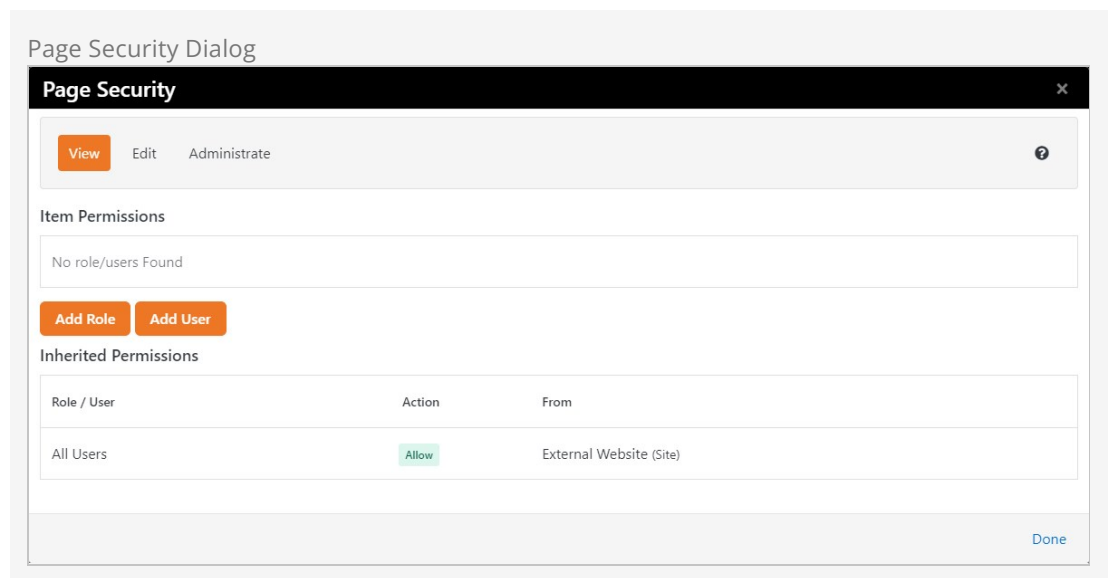 Page Security Dialog
Page Security ×
View Edit Administrate ?
Item Permissions
No role/users Found
Add Role Add User
Inherited Permissions
Role / User Action From
All Users Allow External Website (Site)
Done